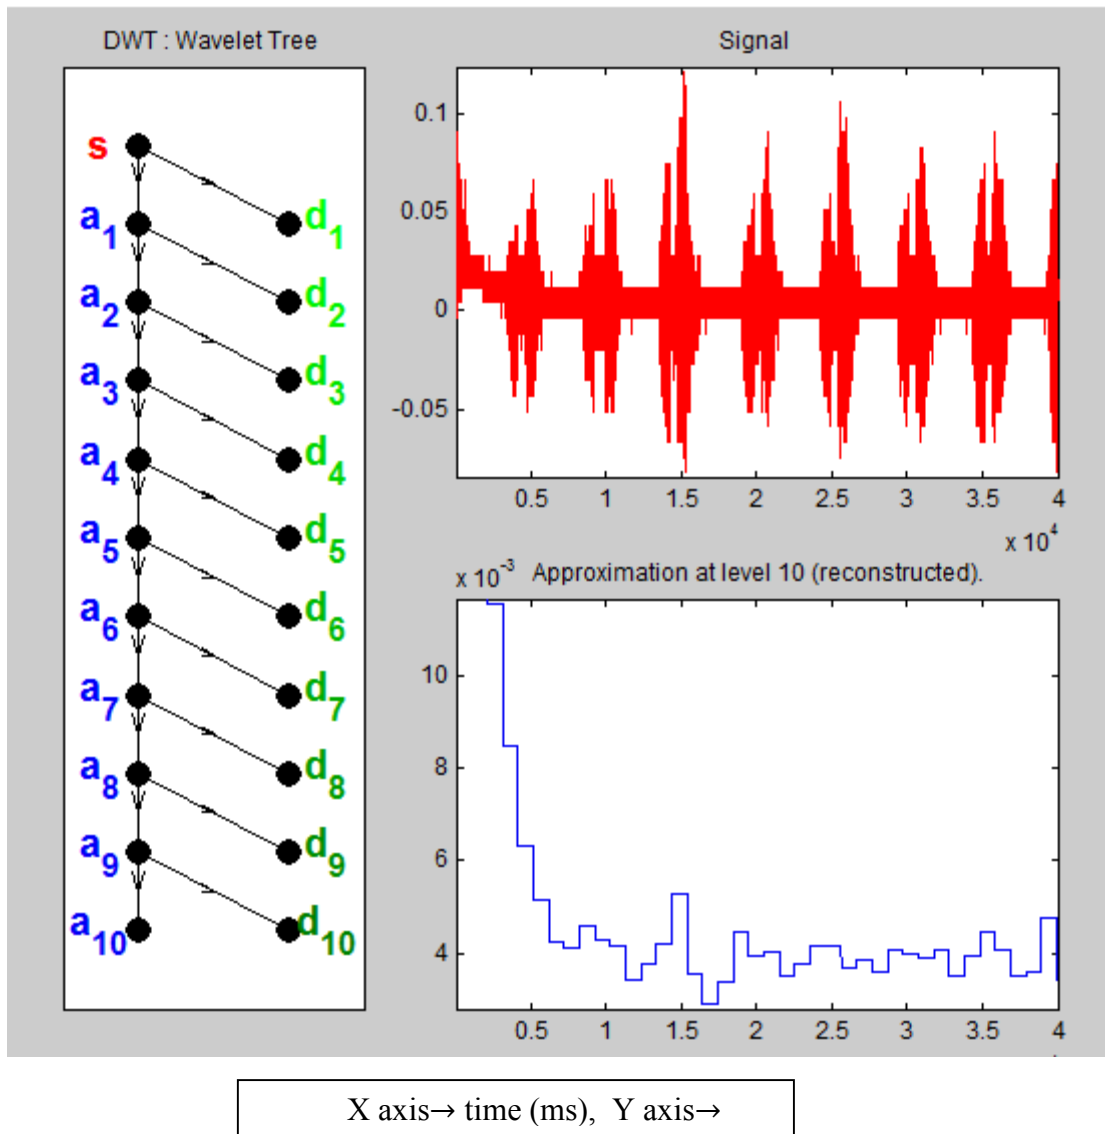 DWT : Wavelet Tree
s
a1 d1
a2 d2
a3 d3
a4 d4
a5 d5
a6 d6
a7 d7
a8 d8
a9 d9
a10 d10
Signal
0.1
0.05
0
-0.05
0.5 1 1.5 2 2.5 3 3.5 4
x 10^4
x 10^-3 Approximation at level 10 (reconstructed).
10
8
6
4
0.5 1 1.5 2 2.5 3 3.5 4
X axis→ time (ms), Y axis→